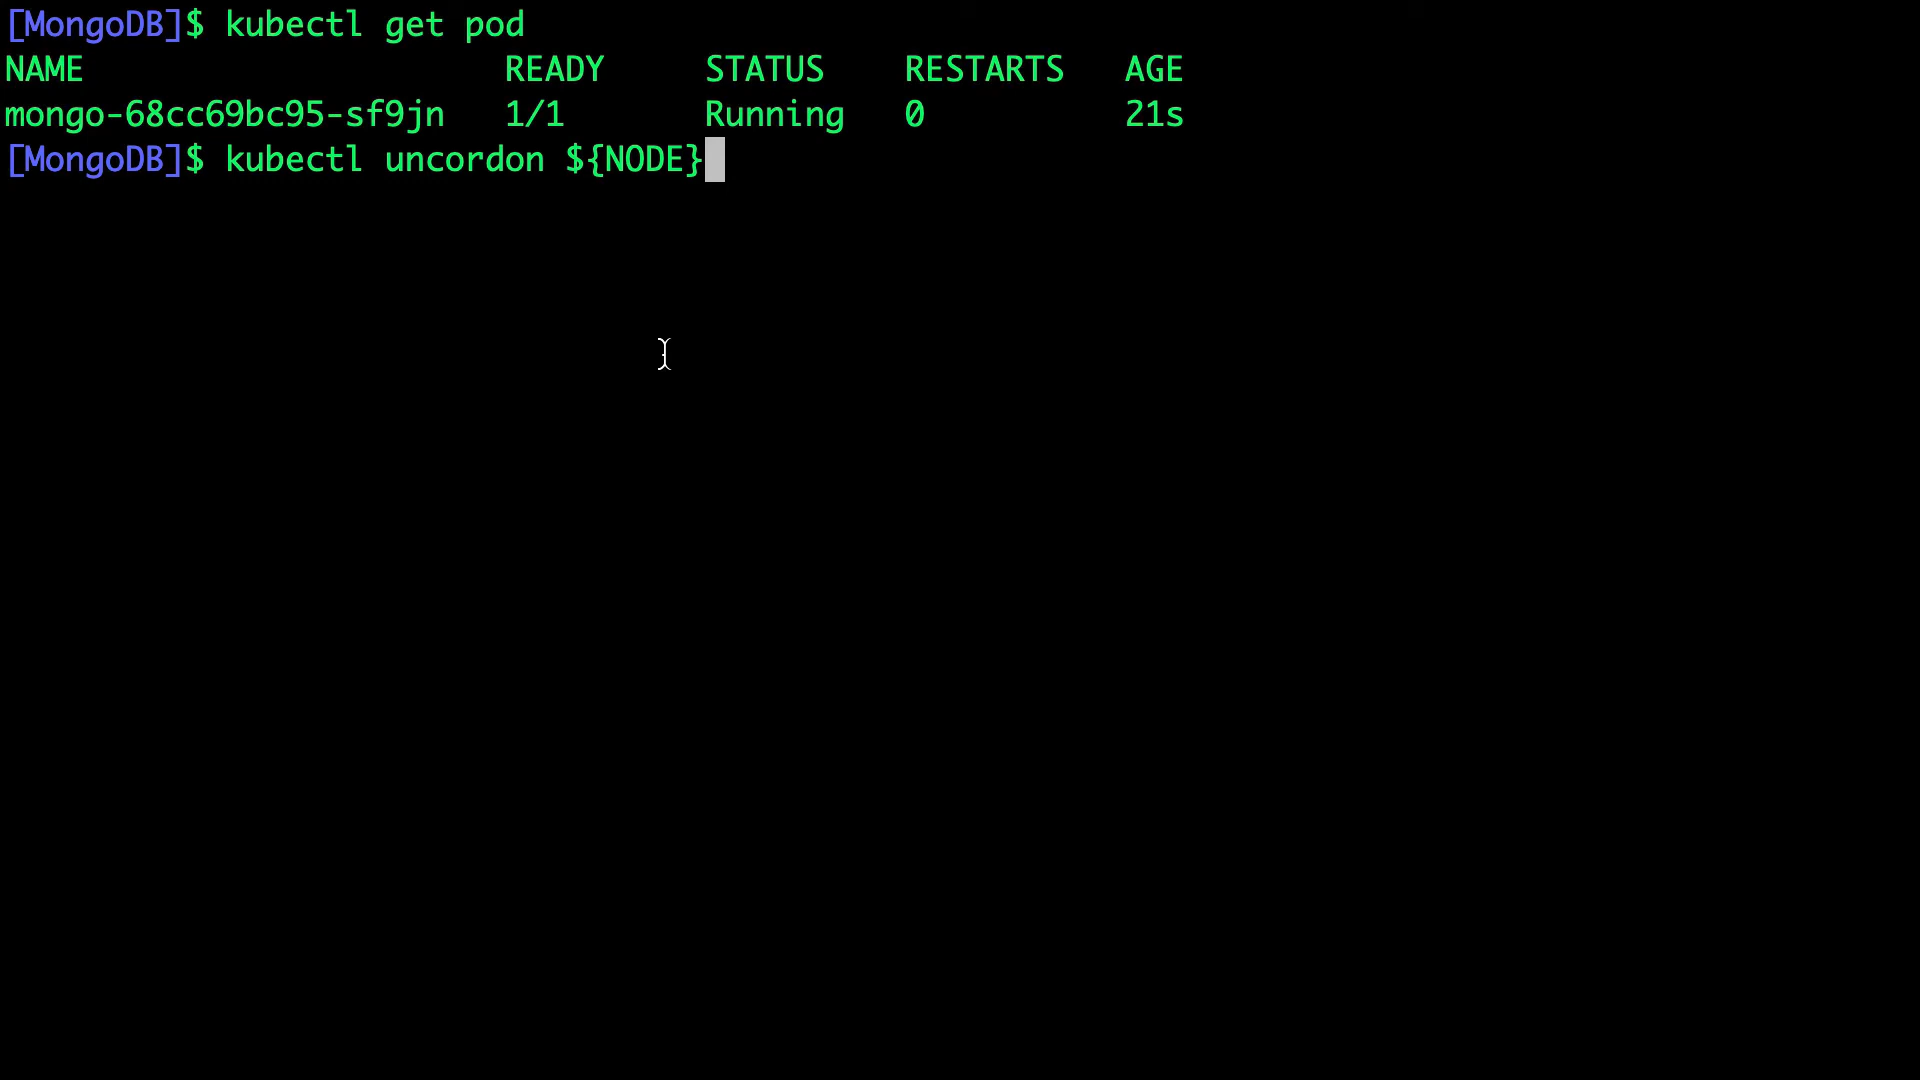 [MongoDB]$ kubectl get pod
NAME READY STATUS RESTARTS AGE
mongo-68cc69bc95-sf9jn 1/1 Running 0 21s
[MongoDB]$ kubectl uncordon ${NODE}